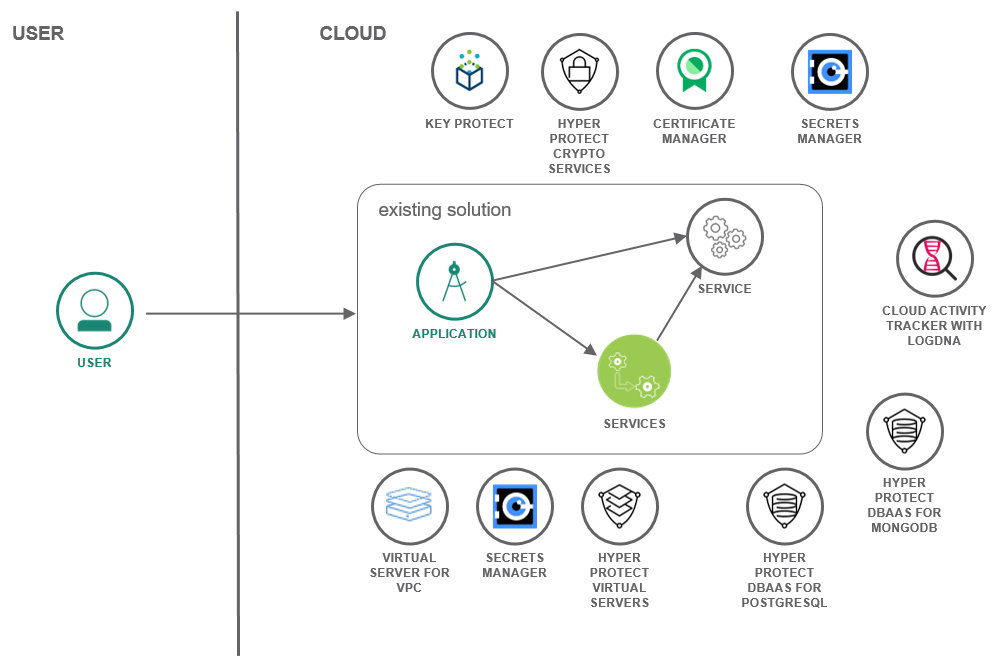 USER
CLOUD
KEY PROTECT
HYPER
PROTECT
CRYPTO
SERVICES
CERTIFICATE
MANAGER
SECRETS
MANAGER
existing solution
APPLICATION
SERVICE
SERVICES
USER
CLOUD ACTIVITY
TRACKER WITH
LOGDNA
HYPER
PROTECT
DBAAS FOR
MONGODB
VIRTUAL
SERVER FOR
VPC
SECRETS
MANAGER
HYPER
PROTECT
VIRTUAL
SERVERS
HYPER
PROTECT
DBAAS FOR
POSTGRESQL